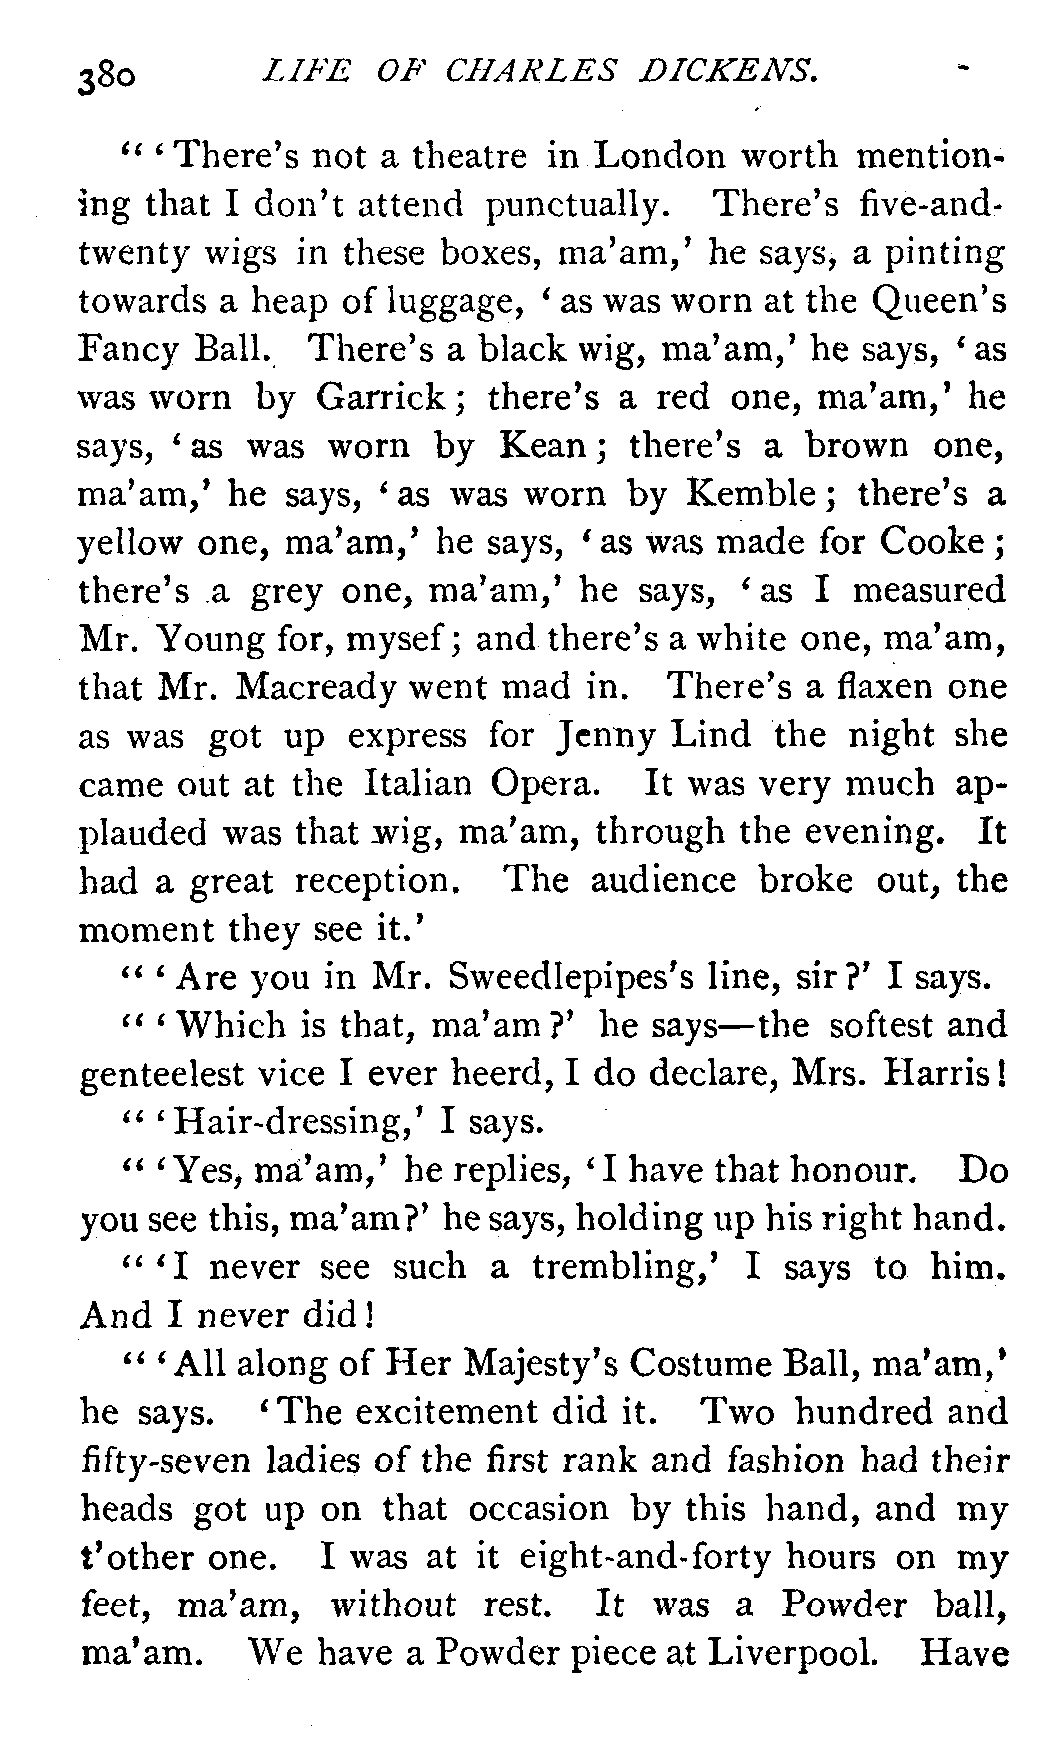 380 LIFE OF CHARLES DICKENS.
“ ‘ There’s not a theatre in London worth mention-
ing that I don’t attend punctually. There’s five-and-
twenty wigs in these boxes, ma’am,’ he says, a pinting
towards a heap of luggage, ‘ as was worn at the Queen’s
Fancy Ball. There’s a black wig, ma’am,’ he says, ‘ as
was worn by Garrick ; there’s a red one, ma’am,’ he
says, ‘ as was worn by Kean ; there’s a brown one,
ma’am,’ he says, ‘ as was worn by Kemble ; there’s a
yellow one, ma’am,’ he says, ‘ as was made for Cooke ;
there’s a grey one, ma’am,’ he says, ‘ as I measured
Mr. Young for, mysef ; and there’s a white one, ma’am,
that Mr. Macready went mad in. There’s a flaxen one
as was got up express for Jenny Lind the night she
came out at the Italian Opera. It was very much ap-
plauded was that wig, ma’am, through the evening. It
had a great reception. The audience broke out, the
moment they see it.’
“ ‘ Are you in Mr. Sweedlepipes’s line, sir ?’ I says.
“ ‘ Which is that, ma’am ?’ he says—the softest and
genteelest vice I ever heerd, I do declare, Mrs. Harris !
“ ‘ Hair-dressing,’ I says.
“ ‘ Yes, ma’am,’ he replies, ‘ I have that honour. Do
you see this, ma’am ?’ he says, holding up his right hand.
“ ‘ I never see such a trembling,’ I says to him.
And I never did !
“ ‘ All along of Her Majesty’s Costume Ball, ma’am,’
he says. ‘ The excitement did it. Two hundred and
fifty-seven ladies of the first rank and fashion had their
heads got up on that occasion by this hand, and my
t’other one. I was at it eight-and-forty hours on my
feet, ma’am, without rest. It was a Powder ball,
ma’am. We have a Powder piece at Liverpool. Have